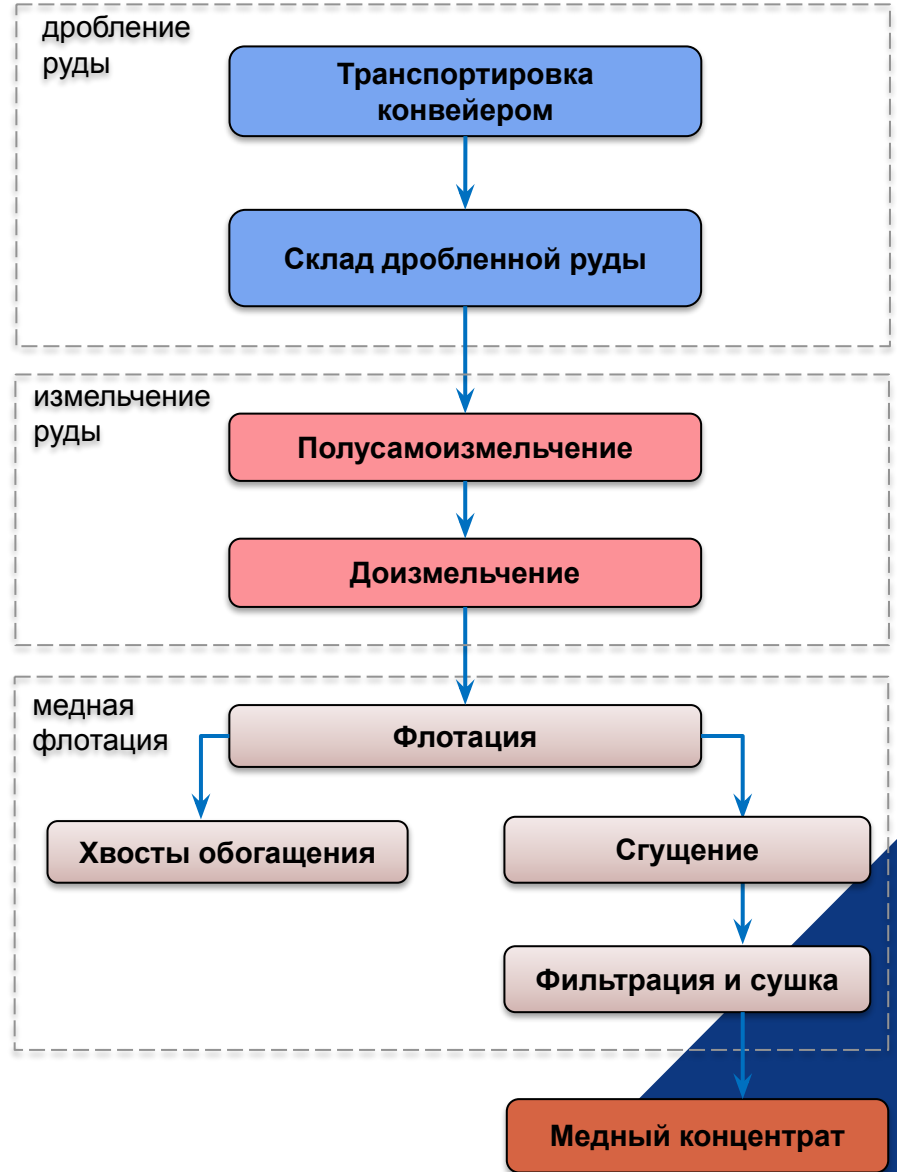 дробление
руды
Транспортировка
конвейером
Склад дробленной руды
измельчение
руды
Полусамоизмельчение
Доизмельчение
медная
флотация
Флотация
Хвосты обогащения
Сгущение
Фильтрация и сушка
Медный концентрат